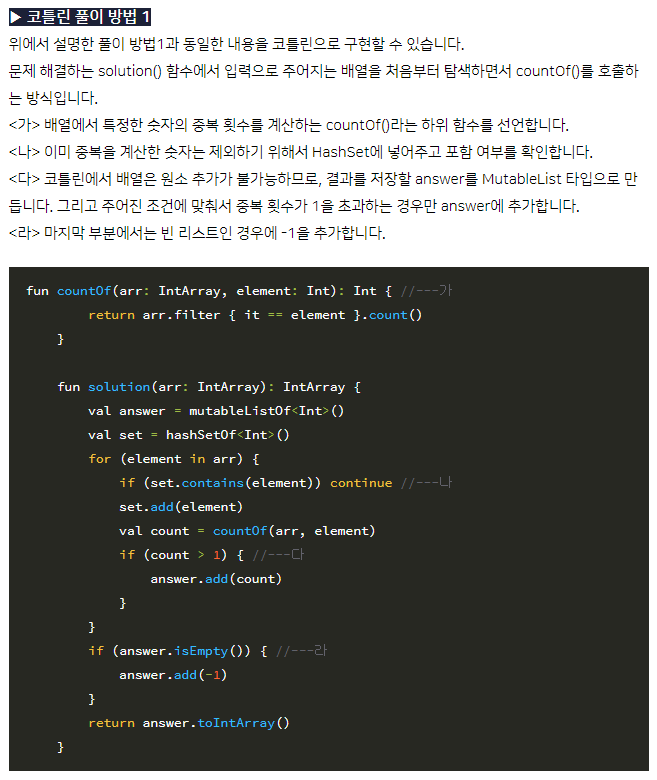 ▶ 코틀린 풀이 방법 1
위에서 설명한 풀이 방법1과 동일한 내용을 코틀린으로 구현할 수 있습니다.
문제 해결하는 solution() 함수에서 입력으로 주어지는 배열을 처음부터 탐색하면서 countOf()를 호출하
는 방식입니다.
<가> 배열에서 특정한 숫자의 중복 횟수를 계산하는 countOf()라는 하위 함수를 선언합니다.
<나> 이미 중복을 계산한 숫자는 제외하기 위해서 HashSet에 넣어주고 포함 여부를 확인합니다.
<다> 코틀린에서 배열은 원소 추가가 불가능하므로, 결과를 저장할 answer를 MutableList 타입으로 만
듭니다. 그리고 주어진 조건에 맞춰서 중복 횟수가 1을 초과하는 경우만 answer에 추가합니다.
<라> 마지막 부분에서는 빈 리스트인 경우에 -1을 추가합니다.
fun countOf(arr: IntArray, element: Int): Int { //---가
        return arr.filter { it == element }.count()
    }
    fun solution(arr: IntArray): IntArray {
        val answer = mutableListOf<Int>()
        val set = hashSetOf<Int>()
        for (element in arr) {
            if (set.contains(element)) continue //---나
            set.add(element)
            val count = countOf(arr, element)
            if (count > 1) { //---다
                answer.add(count)
            }
        }
        if (answer.isEmpty()) { //---라
            answer.add(-1)
        }
        return answer.toIntArray()
    }